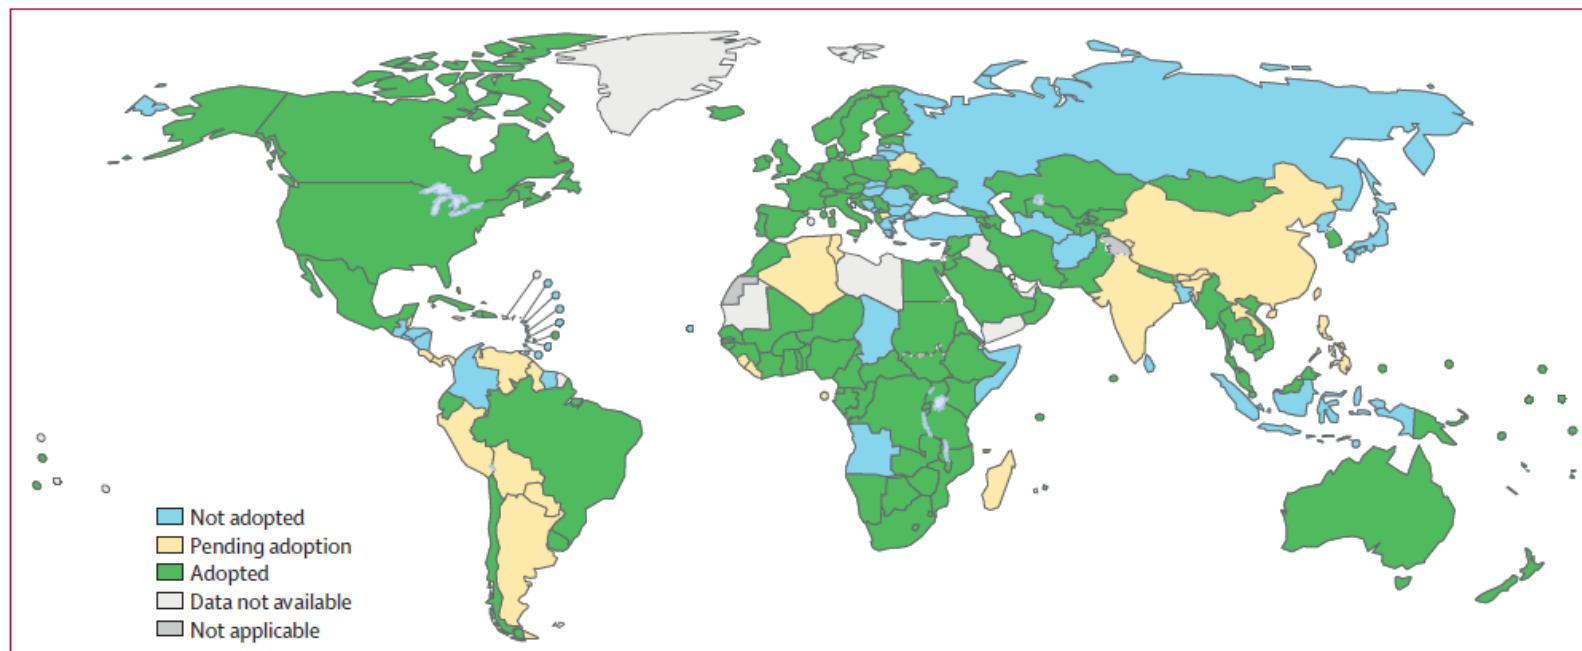 Not adopted
Pending adoption
Adopted
Data not available
Not applicable